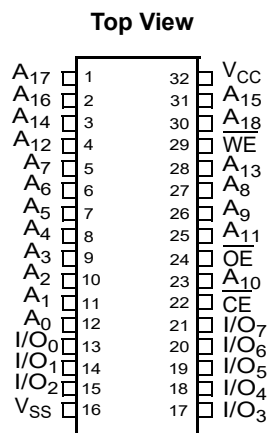 Top View
A17 1 32 VCC
A16 2 31 A15
A14 3 30 A18
A12 4 29 WE
A7 5 28 A13
A6 6 27 A8
A5 7 26 A9
A4 8 25 A11
A3 9 24 OE
A2 10 23 A10
A1 11 22 CE
A0 12 21 I/O7
I/O0 13 20 I/O6
I/O1 14 19 I/O5
I/O2 15 18 I/O4
VSS 16 17 I/O3